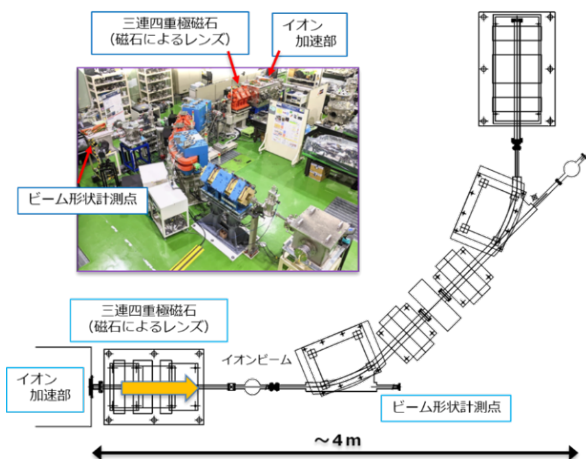 三連四重極磁石
(磁石によるレンズ)
イオン
加速部
ビーム形状計測点
三連四重極磁石
(磁石によるレンズ)
イオン
加速部
イオンビーム
ビーム形状計測点
～4m